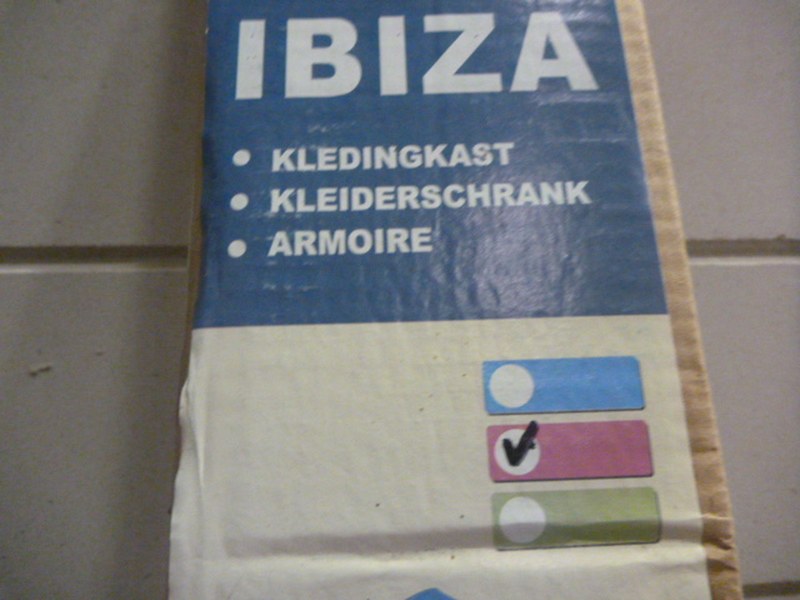 IBIZA
• KLEDINGKAST
• KLEIDERSCHRANK
• ARMOIRE